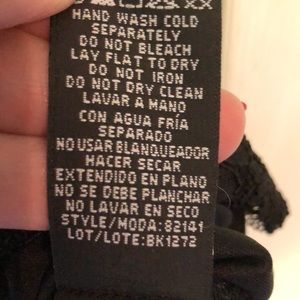 HAND WASH COLD
SEPARATELY
DO NOT BLEACH
LAY FLAT TO DRY
DO NOT IRON
DO NOT DRY CLEAN
LAVAR A MANO
CON AGUA FRÍA
SEPARADO
NO USAR BLANQUEADOR
HACER SECAR
EXTENDIDO EN PLANO
NO SE DEBE PLANCHAR
NO LAVAR EN SECO
STYLE/MODA: 82141
LOT/LOTE: BK1272